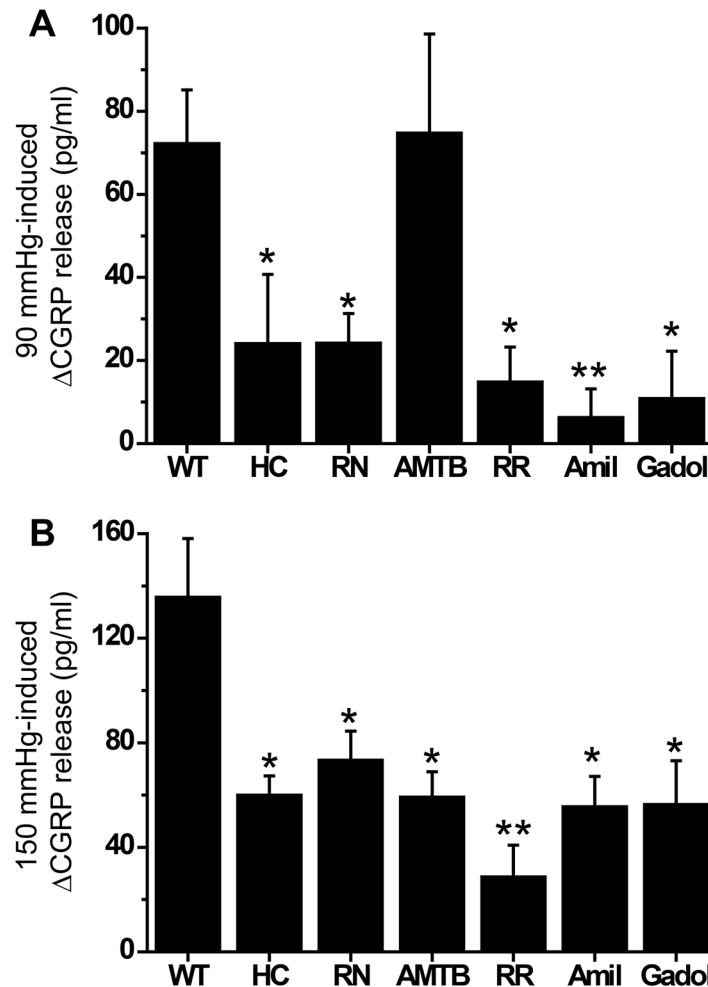 A
90 mmHg-induced
ΔCGRP release (pg/ml)
100
80
60
40
20
0
*
*
*
**
*
WT HC RN AMTB RR Amil Gadol
B
150 mmHg-induced
ΔCGRP release (pg/ml)
160
120
80
40
0
*
*
*
**
*
*
WT HC RN AMTB RR Amil Gadol